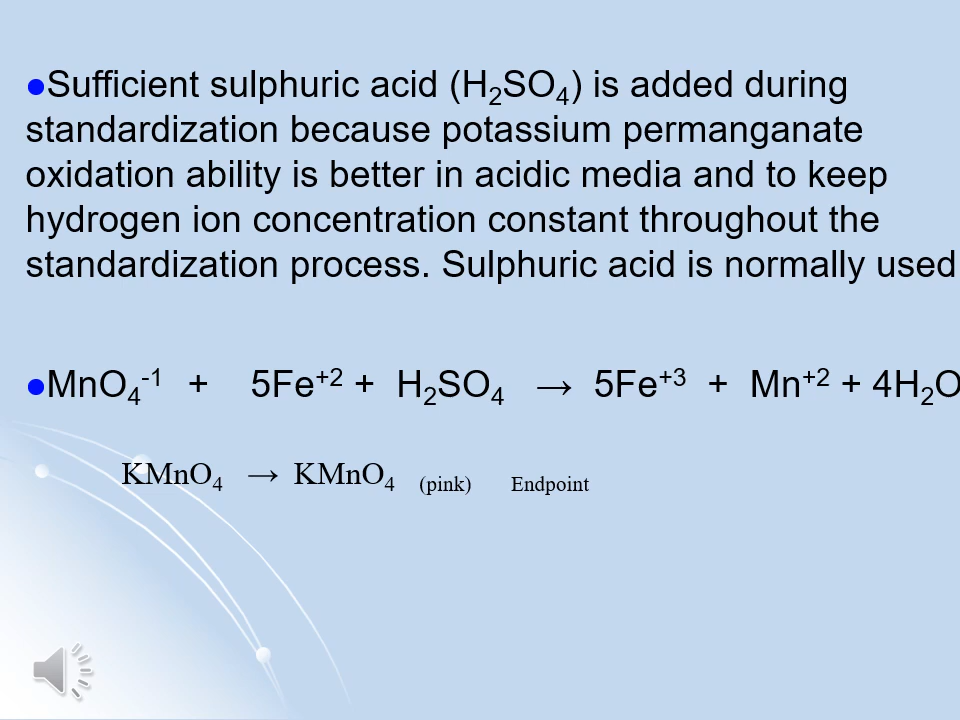 ●Sufficient sulphuric acid (H₂SO₄) is added during
standardization because potassium permanganate
oxidation ability is better in acidic media and to keep
hydrogen ion concentration constant throughout the
standardization process. Sulphuric acid is normally used
●MnO₄⁻¹ + 5Fe⁺² + H₂SO₄ → 5Fe⁺³ + Mn⁺² + 4H₂O
KMnO₄ → KMnO₄ (pink) Endpoint